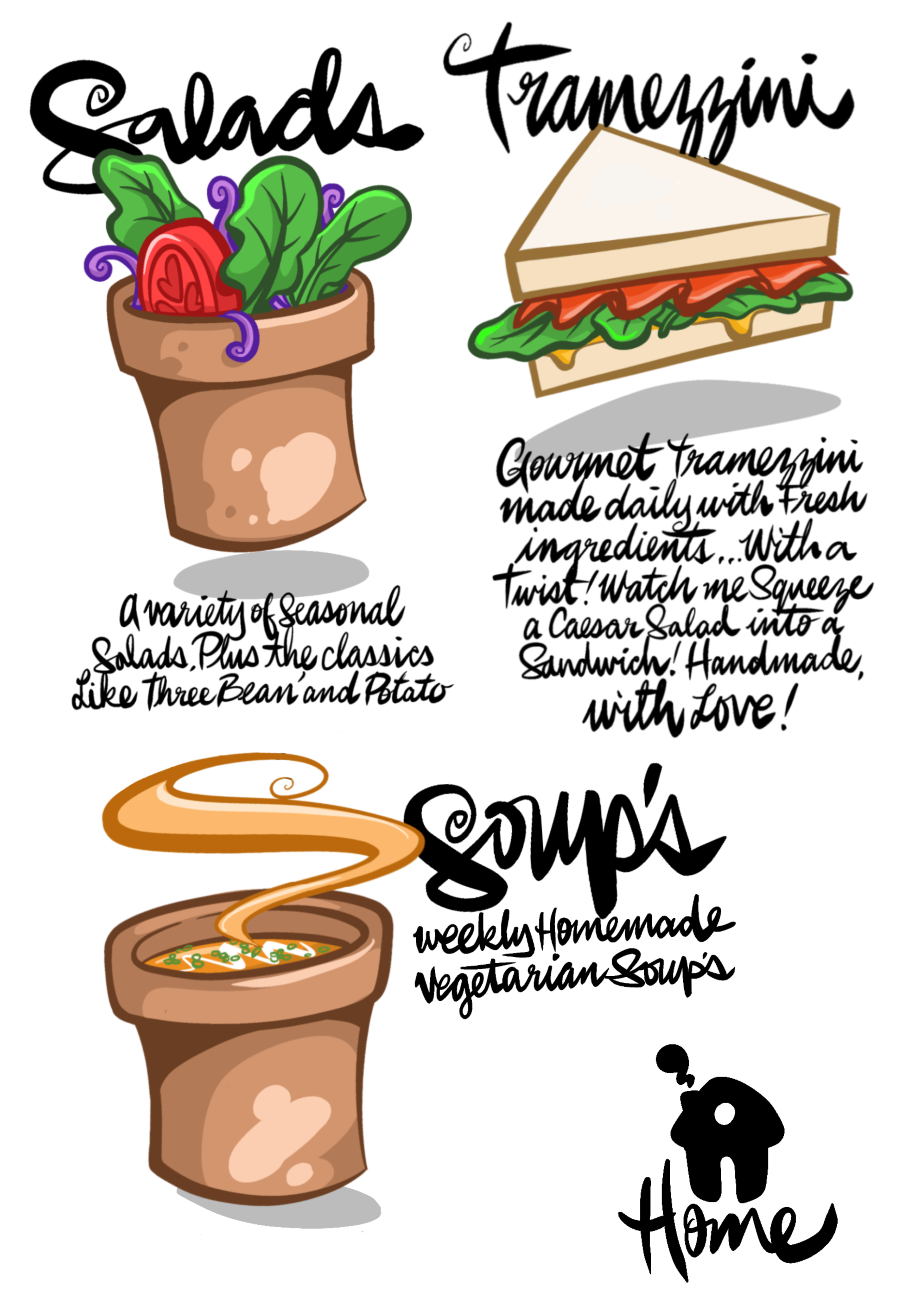 Salads
A variety of Seasonal
Salads, Plus the classics
Like Three Bean and Potato
Tramezzini
Gourmet Tramezzini
made daily with Fresh
ingredients... With a
Twist! Watch me Squeeze
a Caesar Salad into a
Sandwich! Handmade,
with Love!
Soup's
weekly Homemade
Vegetarian Soup's
Home